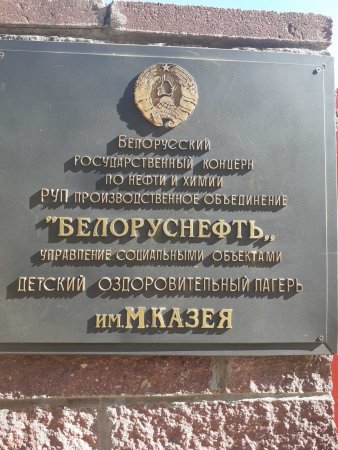 Белорусский
государственный концерн
по нефти и химии
РУП производственное объединение
"БЕЛОРУСНЕФТЬ„
управление социальными объектами
детский оздоровительный лагерь
им.М.КАЗЕЯ